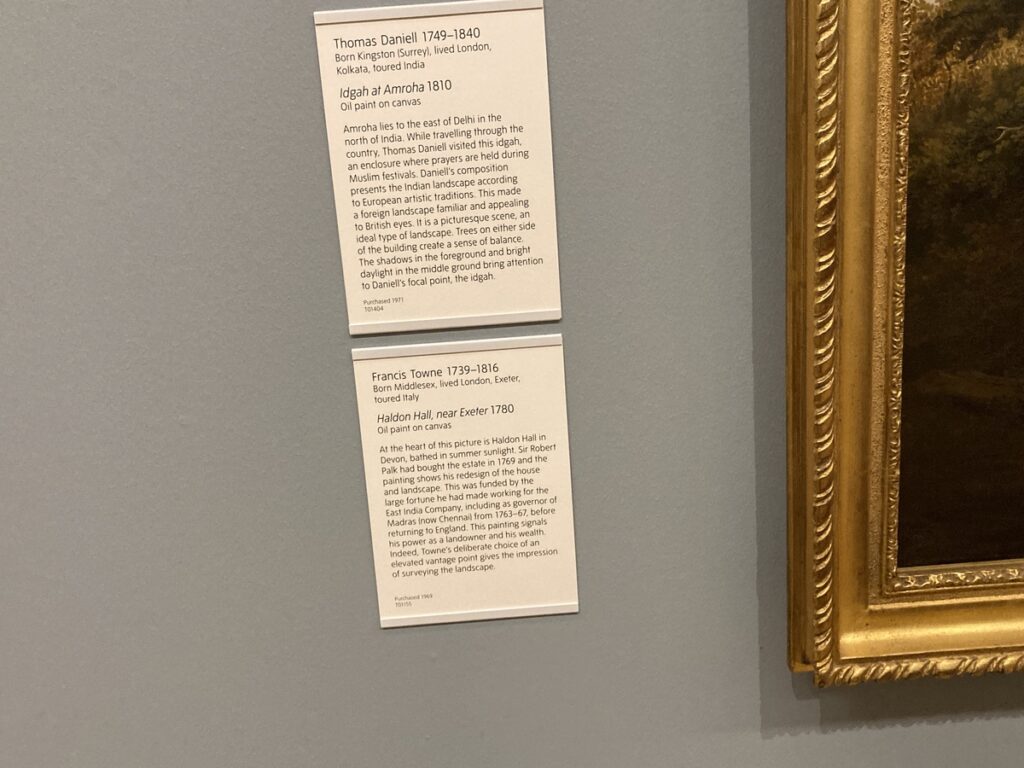 Thomas Daniell 1749–1840
Born Kingston (Surrey), lived London,
Kolkata, toured India
Idgah at Amroha 1810
Oil paint on canvas
Amroha lies to the east of Delhi in the
north of India. While travelling through the
country, Thomas Daniell visited this idgah,
an enclosure where prayers are held during
Muslim festivals. Daniell's composition
presents the Indian landscape according
to European artistic traditions. This made
a foreign landscape familiar and appealing
to British eyes. It is a picturesque scene, an
ideal type of landscape. Trees on either side
of the building create a sense of balance.
The shadows in the foreground and bright
daylight in the middle ground bring attention
to Daniell's focal point, the idgah.
Purchased 1971
T01404
Francis Towne 1739–1816
Born Middlesex, lived London, Exeter,
toured Italy
Haldon Hall, near Exeter 1780
Oil paint on canvas
At the heart of this picture is Haldon Hall in
Devon, bathed in summer sunlight. Sir Robert
Palk had bought the estate in 1769 and the
painting shows his redesign of the house
and landscape. This was funded by the
large fortune he had made working for the
East India Company, including as governor of
Madras (now Chennai) from 1763–67, before
returning to England. This painting signals
his power as a landowner and his wealth.
Indeed, Towne's deliberate choice of an
elevated vantage point gives the impression
of surveying the landscape.
Purchased 1969
T01155